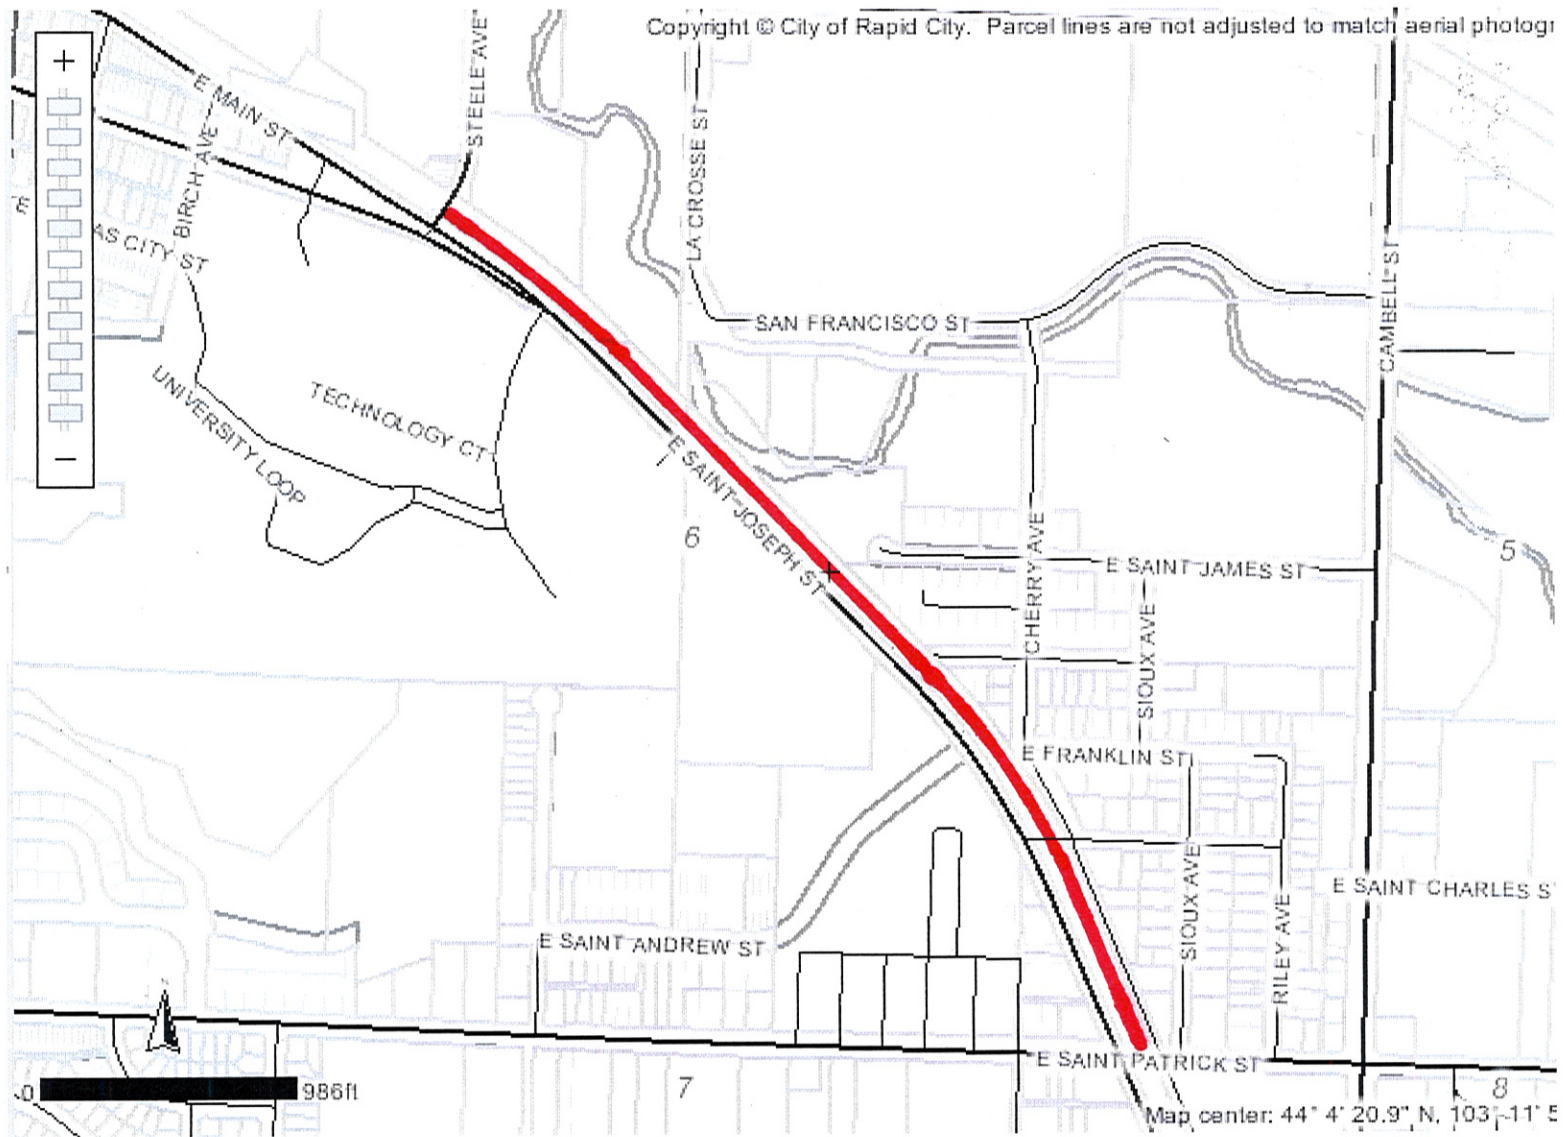 Copyright © City of Rapid City. Parcel lines are not adjusted to match aerial photogr
+
E MAIN ST
STEELE AVE
BIRCH AVE
LA CROSSE ST
AS CITY ST
SAN FRANCISCO ST
CAMBELL ST
UNIVERSITY LOOP
TECHNOLOGY CT
E SAINT JOSEPH ST
6
5
E SAINT JAMES ST
CHERRY AVE
SIOUX AVE
E FRANKLIN ST
SIOUX AVE
E SAINT CHARLES S
RILEY AVE
E SAINT ANDREW ST
E SAINT PATRICK ST
0
986ft
7
8
Map center: 44° 4' 20.9" N, 103°-11' 5